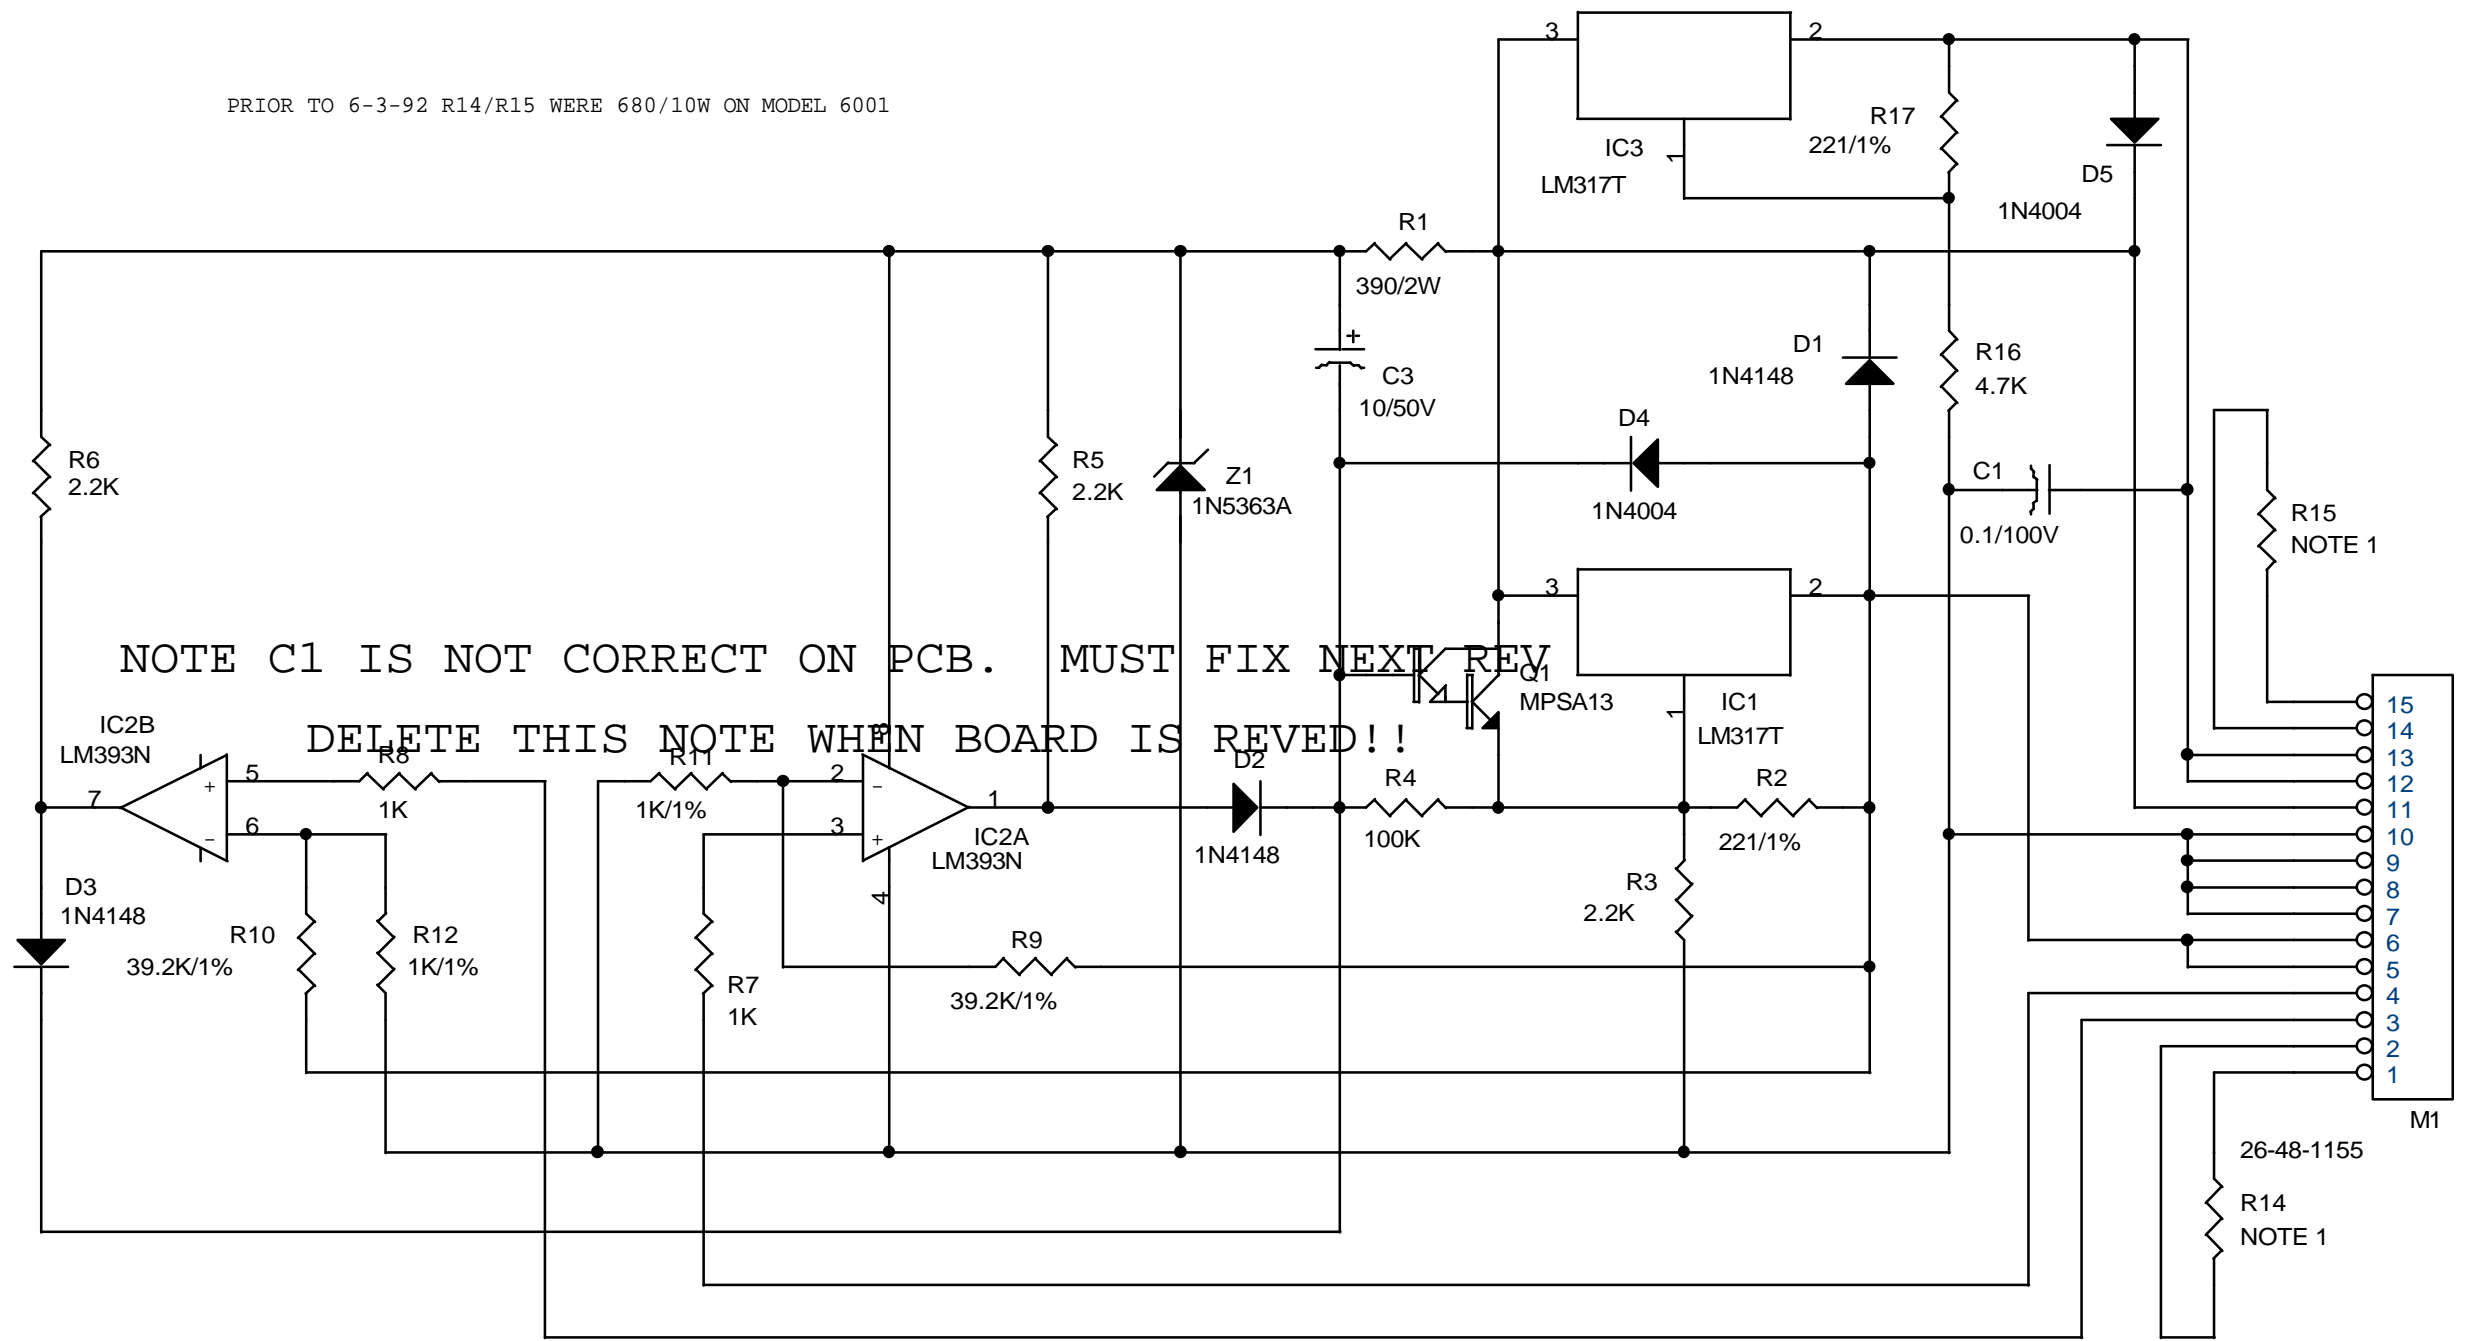 3
2
PRIOR TO 6-3-92 R14/R15 WERE 680/10W ON MODEL 6001
R17
221/1%
IC3
1
LM317T
D5
1N4004
R1
390/2W
D1
1N4148
R16
4.7K
+
C3
10/50V
D4
1N4004
R6
2.2K
R5
2.2K
Z1
1N5363A
C1
0.1/100V
R15
NOTE 1
3
2
NOTE C1 IS NOT CORRECT ON PCB. MUST FIX NEXT REV
Q1
MPSA13
IC1
LM317T
1
IC2B
LM393N
DELETE THIS NOTE WHEN BOARD IS REVED!!
8
R8
1K
R11
1K/1%
D2
1N4148
R4
100K
R2
221/1%
5
+
7
6
-
2
-
1
3
+
IC2A
LM393N
4
D3
1N4148
R10
39.2K/1%
R12
1K/1%
R7
1K
R9
39.2K/1%
R3
2.2K
15
14
13
12
11
10
9
8
7
6
5
4
3
2
1
M1
26-48-1155
R14
NOTE 1